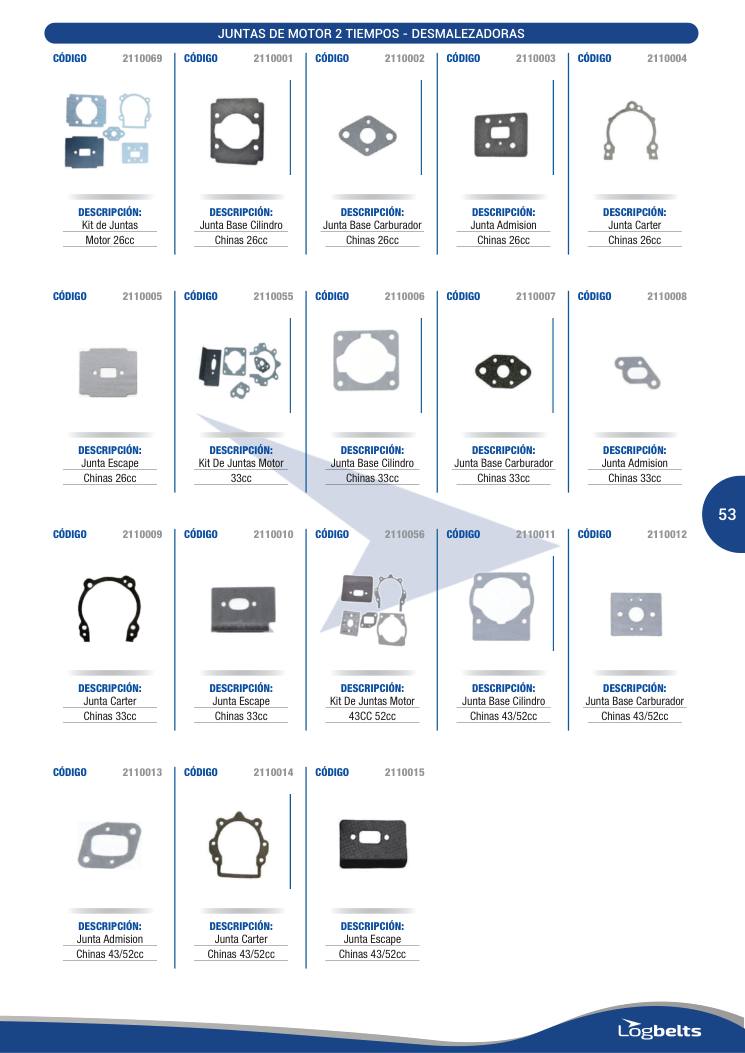 JUNTAS DE MOTOR 2 TIEMPOS - DESMALEZADORAS
CÓDIGO 2110069
DESCRIPCIÓN:
Kit de Juntas
Motor 26cc
CÓDIGO 2110001
DESCRIPCIÓN:
Junta Base Cilindro
Chinas 26cc
CÓDIGO 2110002
DESCRIPCIÓN:
Junta Base Carburador
Chinas 26cc
CÓDIGO 2110003
DESCRIPCIÓN:
Junta Admision
Chinas 26cc
CÓDIGO 2110004
DESCRIPCIÓN:
Junta Carter
Chinas 26cc
CÓDIGO 2110005
DESCRIPCIÓN:
Junta Escape
Chinas 26cc
CÓDIGO 2110055
DESCRIPCIÓN:
Kit De Juntas Motor
33cc
CÓDIGO 2110006
DESCRIPCIÓN:
Junta Base Cilindro
Chinas 33cc
CÓDIGO 2110007
DESCRIPCIÓN:
Junta Base Carburador
Chinas 33cc
CÓDIGO 2110008
DESCRIPCIÓN:
Junta Admision
Chinas 33cc
53
CÓDIGO 2110009
DESCRIPCIÓN:
Junta Carter
Chinas 33cc
CÓDIGO 2110010
DESCRIPCIÓN:
Junta Escape
Chinas 33cc
CÓDIGO 2110056
DESCRIPCIÓN:
Kit De Juntas Motor
43CC 52cc
CÓDIGO 2110011
DESCRIPCIÓN:
Junta Base Cilindro
Chinas 43/52cc
CÓDIGO 2110012
DESCRIPCIÓN:
Junta Base Carburador
Chinas 43/52cc
CÓDIGO 2110013
DESCRIPCIÓN:
Junta Admision
Chinas 43/52cc
CÓDIGO 2110014
DESCRIPCIÓN:
Junta Carter
Chinas 43/52cc
CÓDIGO 2110015
DESCRIPCIÓN:
Junta Escape
Chinas 43/52cc
Logbelts